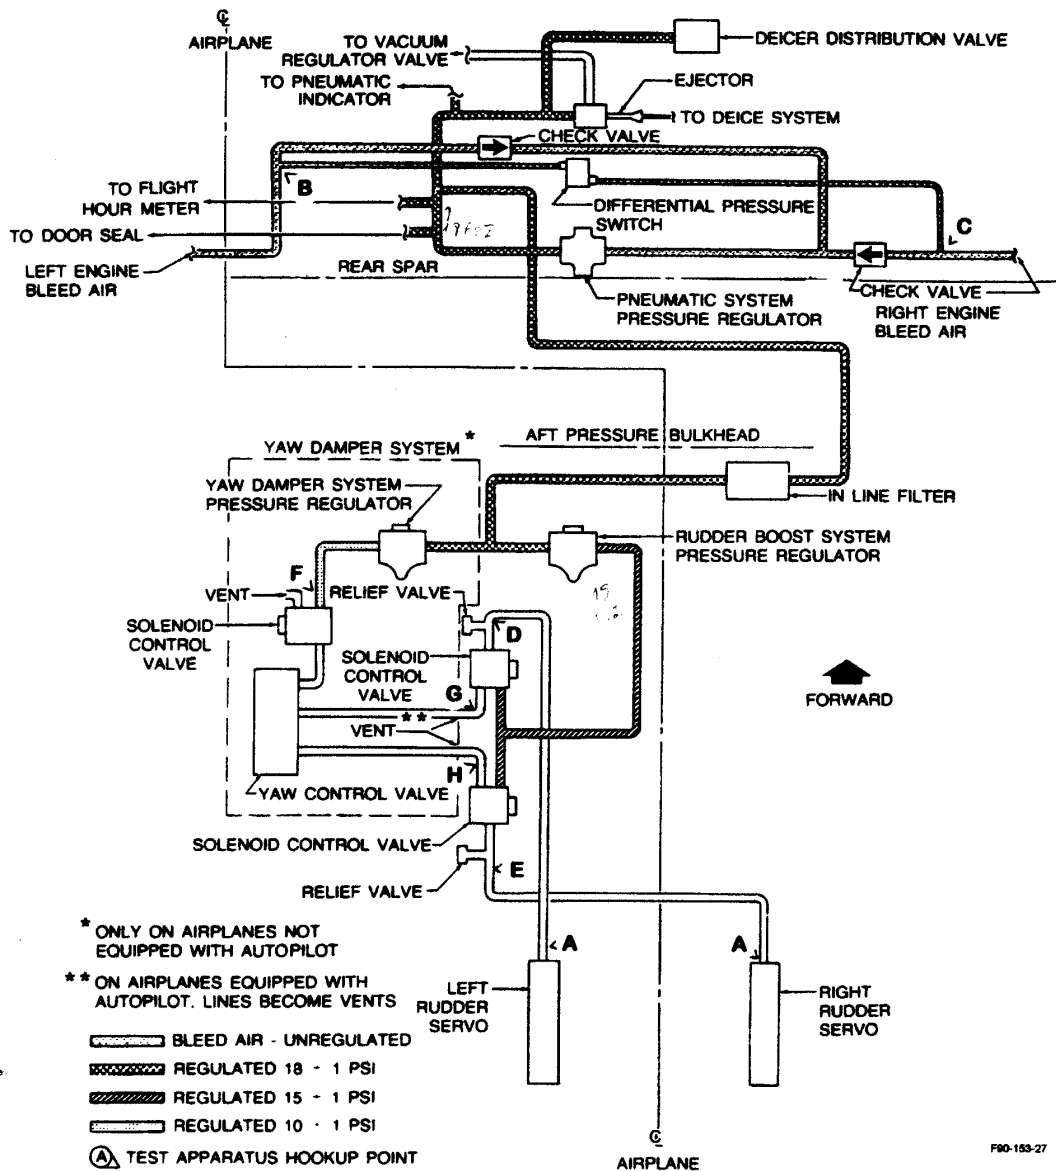 ℄
AIRPLANE
TO VACUUM
REGULATOR VALVE
DEICER DISTRIBUTION VALVE
TO PNEUMATIC
INDICATOR
EJECTOR
TO DEICE SYSTEM
CHECK VALVE
B
TO FLIGHT
HOUR METER
DIFFERENTIAL PRESSURE
SWITCH
TO DOOR SEAL
C
LEFT ENGINE
BLEED AIR
REAR SPAR
PNEUMATIC SYSTEM
PRESSURE REGULATOR
CHECK VALVE
RIGHT ENGINE
BLEED AIR
YAW DAMPER SYSTEM *
AFT PRESSURE BULKHEAD
YAW DAMPER SYSTEM
PRESSURE REGULATOR
IN LINE FILTER
RUDDER BOOST SYSTEM
PRESSURE REGULATOR
F
VENT
RELIEF VALVE
SOLENOID
CONTROL
VALVE
D
SOLENOID
CONTROL
VALVE
G
**
VENT
FORWARD
H
YAW CONTROL VALVE
SOLENOID CONTROL VALVE
E
RELIEF VALVE
* ONLY ON AIRPLANES NOT
EQUIPPED WITH AUTOPILOT
A
A
** ON AIRPLANES EQUIPPED WITH
AUTOPILOT. LINES BECOME VENTS
LEFT
RUDDER
SERVO
RIGHT
RUDDER
SERVO
BLEED AIR - UNREGULATED
REGULATED 18 - 1 PSI
REGULATED 15 - 1 PSI
REGULATED 10 - 1 PSI
A TEST APPARATUS HOOKUP POINT
℄
AIRPLANE
F90-153-27